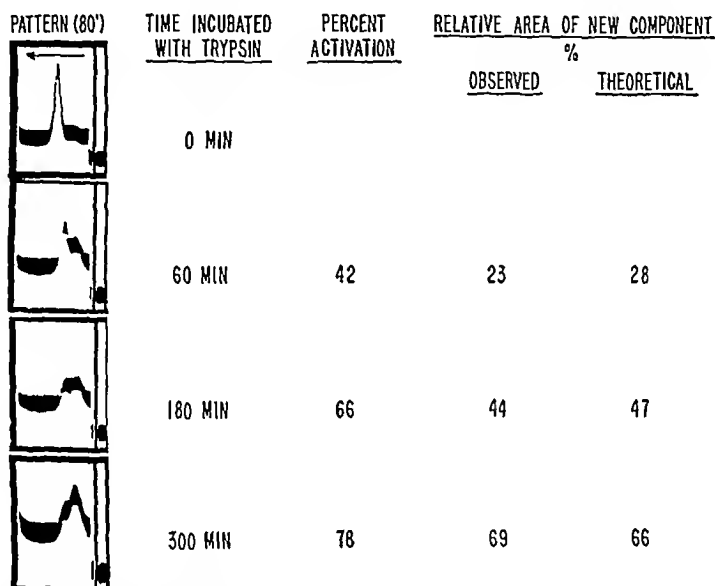 PATTERN (80') TIME INCUBATED WITH TRYPSIN PERCENT ACTIVATION RELATIVE AREA OF NEW COMPONENT %
OBSERVED THEORETICAL
0 MIN
60 MIN 42 23 28
180 MIN 66 44 47
300 MIN 78 69 66